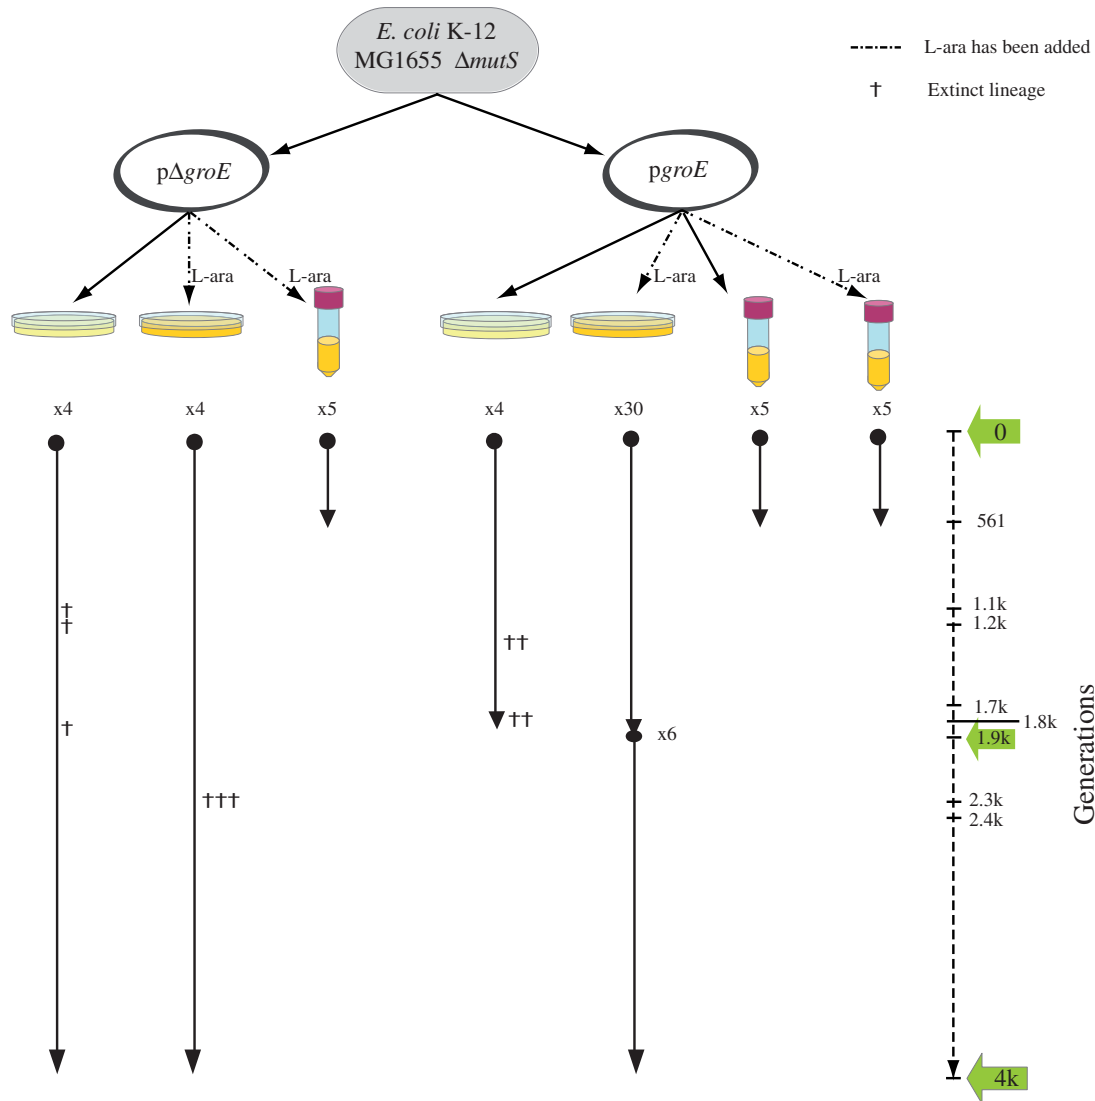 E. coli K-12
MG1655 ΔmutS
L-ara has been added
† Extinct lineage
pΔgroE
pgroE
L-ara
L-ara
L-ara
L-ara
x4
x4
x5
x4
x30
x5
x5
0
561
†
†
1.1k
1.2k
††
†
††
x6
1.7k
1.8k
1.9k
†††
2.3k
2.4k
Generations
4k